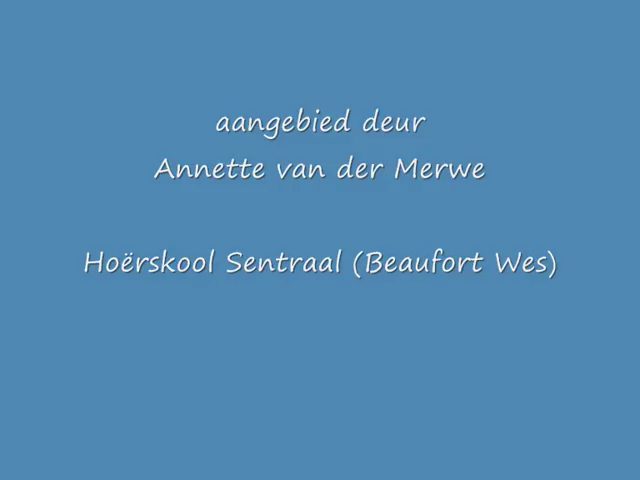 aangebied deur
Annette van der Merwe
Hoërskool Sentraal (Beaufort Wes)